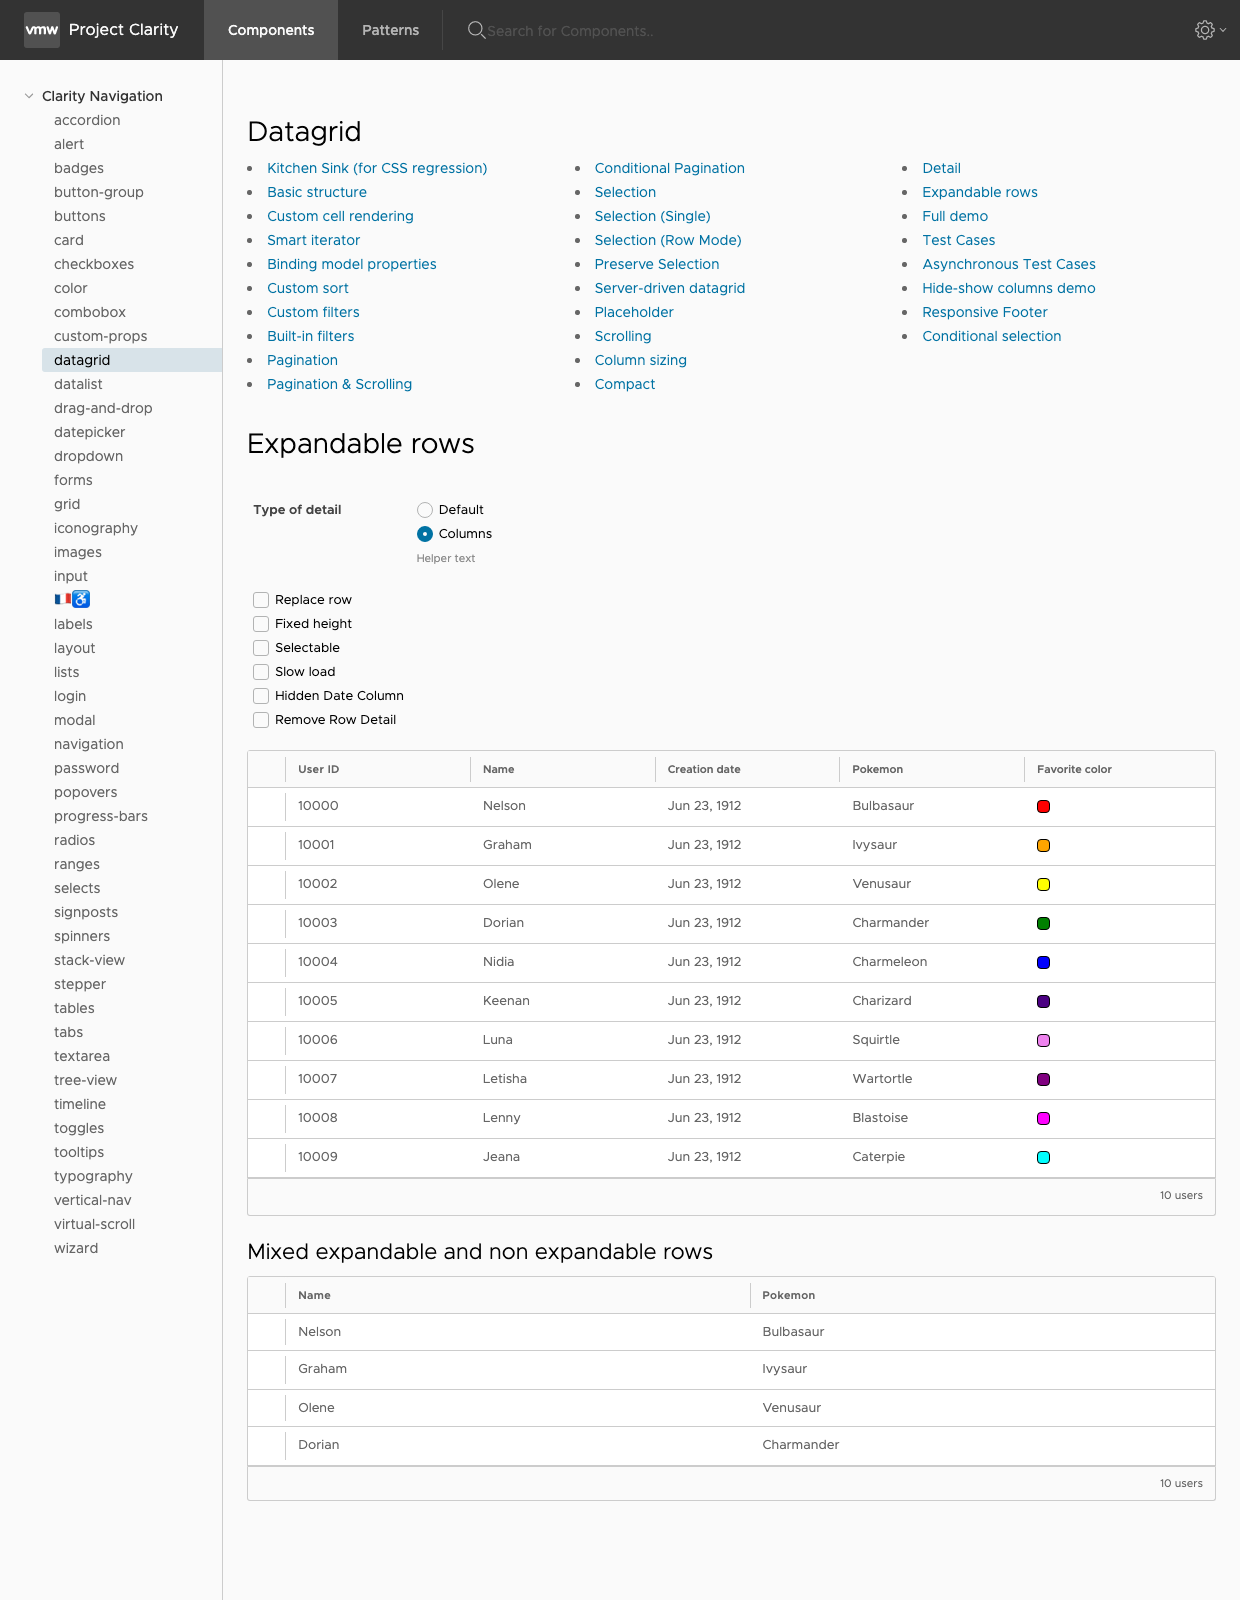 vmw Project Clarity Components Patterns Search for Components..
Clarity Navigation
accordion
alert
badges
button-group
buttons
card
checkboxes
color
combobox
custom-props
datagrid
datalist
drag-and-drop
datepicker
dropdown
forms
grid
iconography
images
input
🇫🇷♿
labels
layout
lists
login
modal
navigation
password
popovers
progress-bars
radios
ranges
selects
signposts
spinners
stack-view
stepper
tables
tabs
textarea
tree-view
timeline
toggles
tooltips
typography
vertical-nav
virtual-scroll
wizard
Datagrid
Kitchen Sink (for CSS regression)
Basic structure
Custom cell rendering
Smart iterator
Binding model properties
Custom sort
Custom filters
Built-in filters
Pagination
Pagination & Scrolling
Conditional Pagination
Selection
Selection (Single)
Selection (Row Mode)
Preserve Selection
Server-driven datagrid
Placeholder
Scrolling
Column sizing
Compact
Detail
Expandable rows
Full demo
Test Cases
Asynchronous Test Cases
Hide-show columns demo
Responsive Footer
Conditional selection
Expandable rows
Type of detail
Default
Columns
Helper text
Replace row
Fixed height
Selectable
Slow load
Hidden Date Column
Remove Row Detail
User ID Name Creation date Pokemon Favorite color
10000 Nelson Jun 23, 1912 Bulbasaur
10001 Graham Jun 23, 1912 Ivysaur
10002 Olene Jun 23, 1912 Venusaur
10003 Dorian Jun 23, 1912 Charmander
10004 Nidia Jun 23, 1912 Charmeleon
10005 Keenan Jun 23, 1912 Charizard
10006 Luna Jun 23, 1912 Squirtle
10007 Letisha Jun 23, 1912 Wartortle
10008 Lenny Jun 23, 1912 Blastoise
10009 Jeana Jun 23, 1912 Caterpie
10 users
Mixed expandable and non expandable rows
Name Pokemon
Nelson Bulbasaur
Graham Ivysaur
Olene Venusaur
Dorian Charmander
10 users